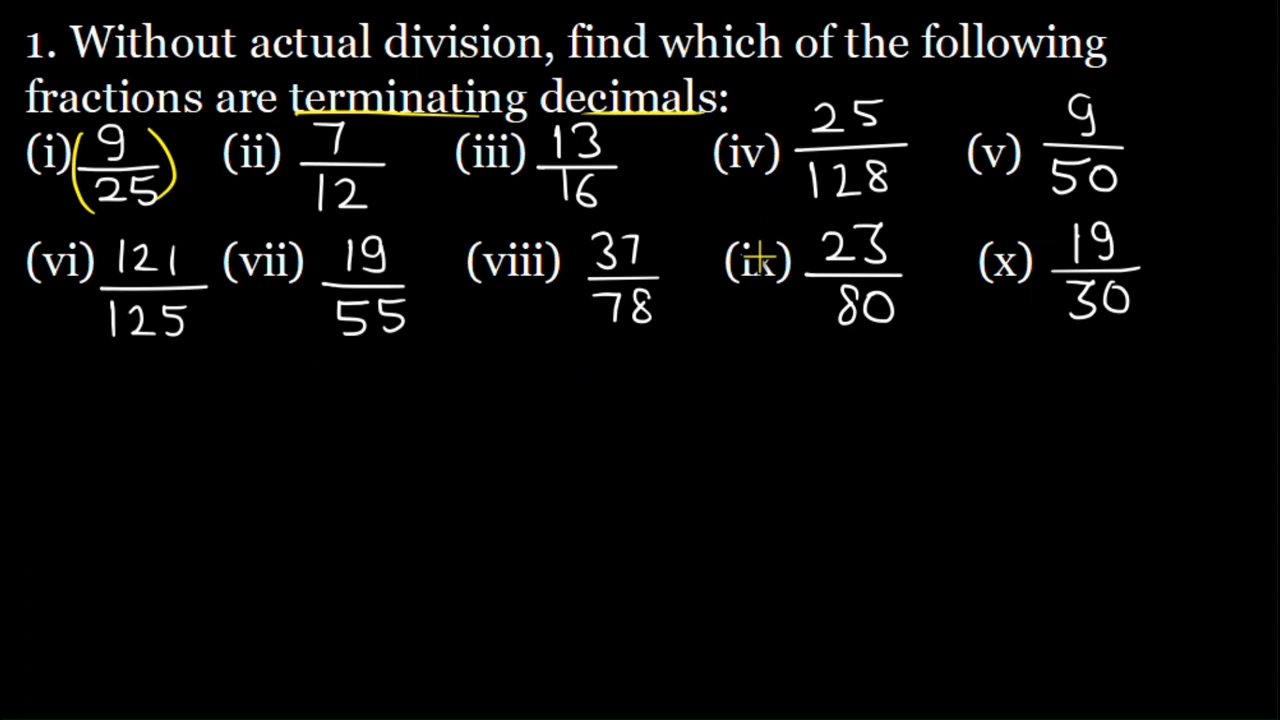 1. Without actual division, find which of the following
fractions are terminating decimals:
(i) 9/25 (ii) 7/12 (iii) 13/16 (iv) 25/128 (v) 9/50
(vi) 121/125 (vii) 19/55 (viii) 37/78 (ix) 23/80 (x) 19/30